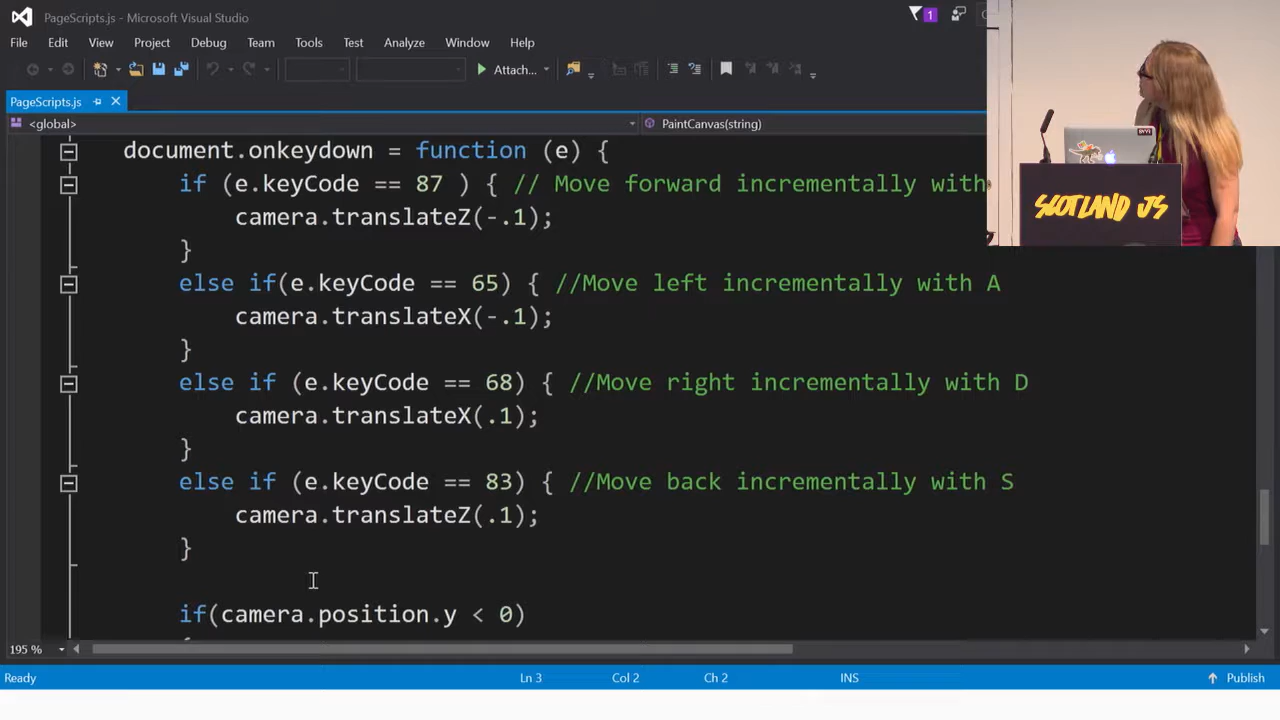 PageScripts.js - Microsoft Visual Studio
1
File Edit View Project Debug Team Tools Test Analyze Window Help
Attach...
PageScripts.js
<global>
PaintCanvas(string)
document.onkeydown = function (e) {
if (e.keyCode == 87 ) { // Move forward incrementally with
camera.translateZ(-.1);
}
else if(e.keyCode == 65) { //Move left incrementally with A
camera.translateX(-.1);
}
else if (e.keyCode == 68) { //Move right incrementally with D
camera.translateX(.1);
}
else if (e.keyCode == 83) { //Move back incrementally with S
camera.translateZ(.1);
}
if(camera.position.y < 0)
195 %
Ready
Ln 3
Col 2
Ch 2
INS
Publish
SCOTLAND JS